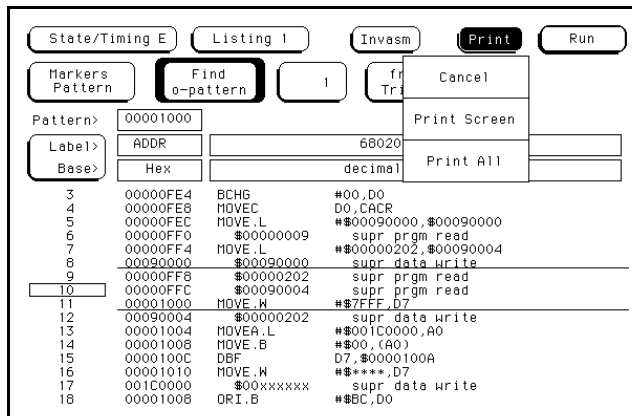 State/Timing E Listing 1 Invasm Print Run
Markers Pattern
Find o-pattern
1
Cancel
Print Screen
Print All
Pattern> 00001000
Label> ADDR 68020
Base> Hex decimal
3 00000FE4 BCHG #00,D0
4 00000FE8 MOVEC D0,CACR
5 00000FEC MOVE.L #$00090000,$00090000
6 00000FF0 $00000009 supr prgm read
7 00000FF4 MOVE.L #$00000202,$00090004
8 00090000 $00090000 supr data write
9 00000FF8 $00000202 supr prgm read
10 00000FFC $00090004 supr prgm read
11 00001000 MOVE.W #$7FFF,D7
12 00090004 $00000202 supr data write
13 00001004 MOVEA.L #$001C0000,A0
14 00001008 MOVE.B #$00,(A0)
15 0000100C DBF D7,$0000100A
16 00001010 MOVE.W #$****,D7
17 001C0000 $00xxxxxx supr data write
18 00001008 ORI.B #$BC,D0